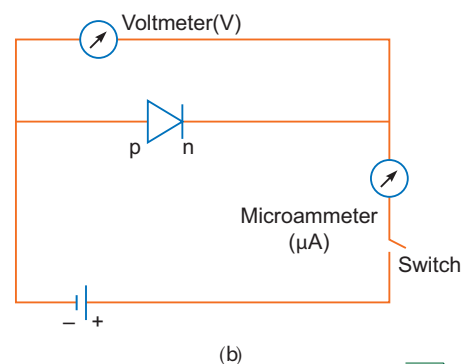 Voltmeter(V)
p n
Microammeter
(μA)
Switch
– +
(b)